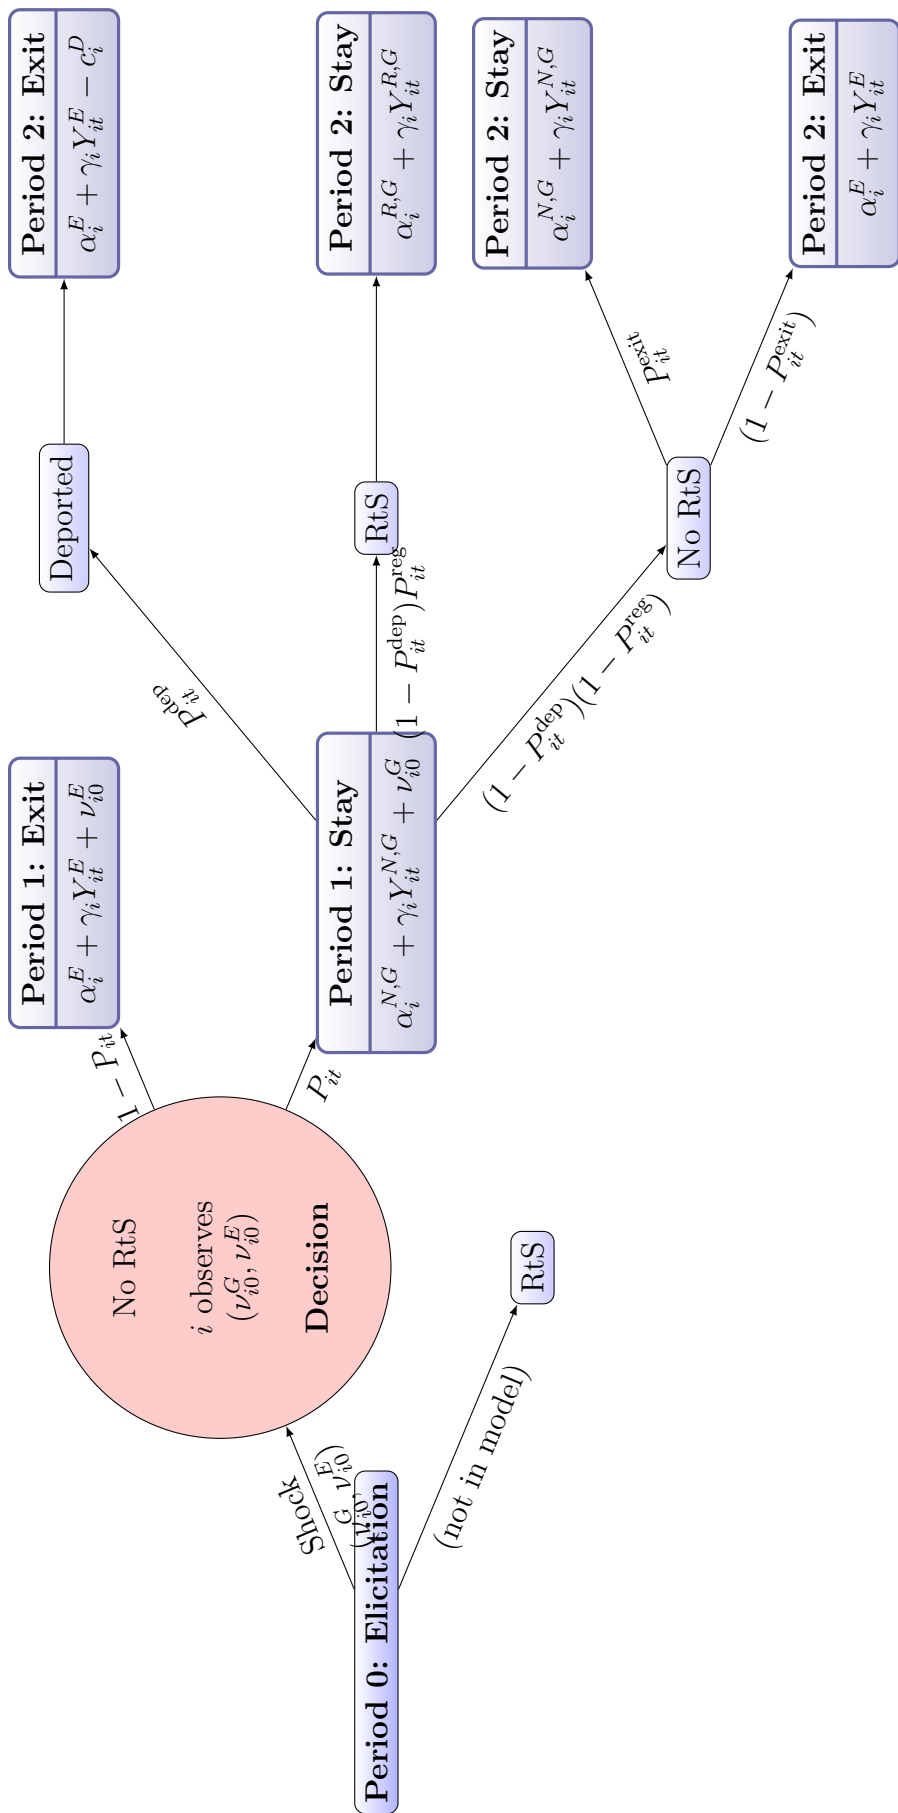 Period 0: Elicitation
Shock
(ν_{i0}^G, ν_{i0}^E)
(not in model)
RtS
No RtS
i observes
(ν_{i0}^G, ν_{i0}^E)
Decision
1 − P_{it}
P_{it}
Period 1: Exit
α_i^E + γ_i Y_{it}^E + ν_{i0}^E
Period 1: Stay
α_i^{N,G} + γ_i Y_{it}^{N,G} + ν_{i0}^G
P_{it}^{dep}
(1 − P_{it}^{dep})P_{it}^{reg}
(1 − P_{it}^{dep})(1 − P_{it}^{reg})
Deported
RtS
No RtS
P_{it}^{exit}
(1 − P_{it}^{exit})
Period 2: Exit
α_i^E + γ_i Y_{it}^E − c_i^D
Period 2: Stay
α_i^{R,G} + γ_i Y_{it}^{R,G}
Period 2: Stay
α_i^{N,G} + γ_i Y_{it}^{N,G}
Period 2: Exit
α_i^E + γ_i Y_{it}^E